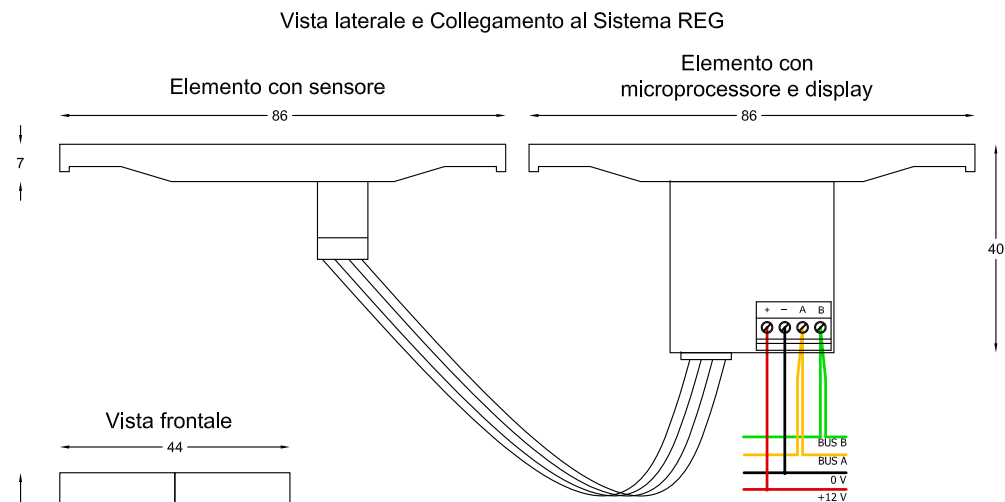 Vista laterale e Collegamento al Sistema REG
Elemento con sensore
Elemento con
microprocessore e display
86
86
7
40
+ − A B
Vista frontale
44
BUS B
BUS A
0 V
+12 V